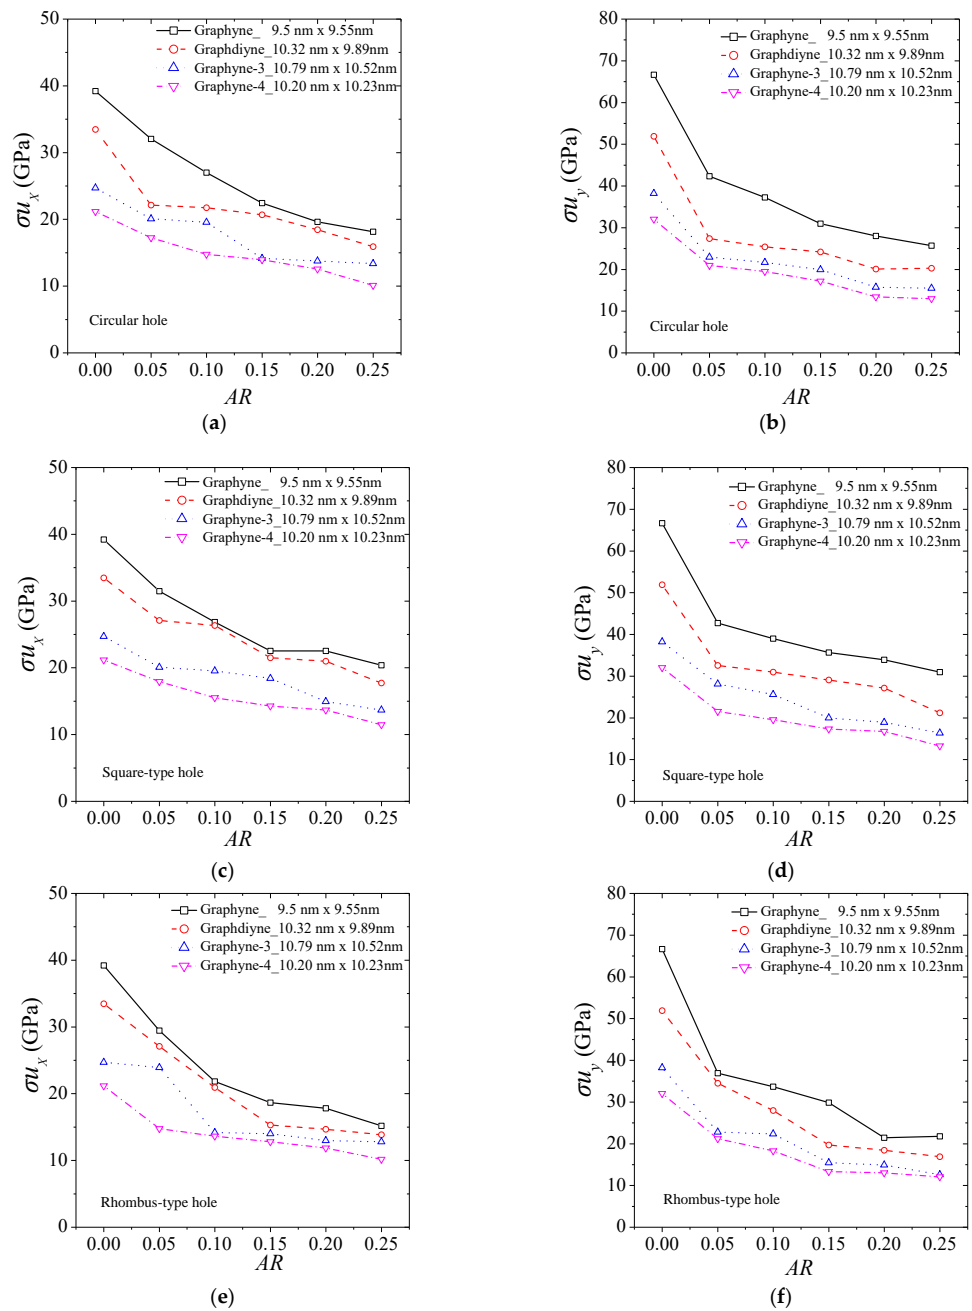 50
40
30
20
10
0
σu_X (GPa)
Graphyne_ 9.5 nm x 9.55nm
Graphdiyne_10.32 nm x 9.89nm
Graphyne-3_10.79 nm x 10.52nm
Graphyne-4_10.20 nm x 10.23nm
Circular hole
0.00 0.05 0.10 0.15 0.20 0.25
AR
(a)
80
70
60
50
40
30
20
10
0
σu_y (GPa)
Graphyne_ 9.5 nm x 9.55nm
Graphdiyne_10.32 nm x 9.89nm
Graphyne-3_10.79 nm x 10.52nm
Graphyne-4_10.20 nm x 10.23nm
Circular hole
0.00 0.05 0.10 0.15 0.20 0.25
AR
(b)
50
40
30
20
10
0
σu_X (GPa)
Graphyne_ 9.5 nm x 9.55nm
Graphdiyne_10.32 nm x 9.89nm
Graphyne-3_10.79 nm x 10.52nm
Graphyne-4_10.20 nm x 10.23nm
Square-type hole
0.00 0.05 0.10 0.15 0.20 0.25
AR
(c)
80
70
60
50
40
30
20
10
0
σu_y (GPa)
Graphyne_ 9.5 nm x 9.55nm
Graphdiyne_10.32 nm x 9.89nm
Graphyne-3_10.79 nm x 10.52nm
Graphyne-4_10.20 nm x 10.23nm
Square-type hole
0.00 0.05 0.10 0.15 0.20 0.25
AR
(d)
50
40
30
20
10
0
σu_X (GPa)
Graphyne_ 9.5 nm x 9.55nm
Graphdiyne_10.32 nm x 9.89nm
Graphyne-3_10.79 nm x 10.52nm
Graphyne-4_10.20 nm x 10.23nm
Rhombus-type hole
0.00 0.05 0.10 0.15 0.20 0.25
AR
(e)
80
70
60
50
40
30
20
10
0
σu_y (GPa)
Graphyne_ 9.5 nm x 9.55nm
Graphdiyne_10.32 nm x 9.89nm
Graphyne-3_10.79 nm x 10.52nm
Graphyne-4_10.20 nm x 10.23nm
Rhombus-type hole
0.00 0.05 0.10 0.15 0.20 0.25
AR
(f)